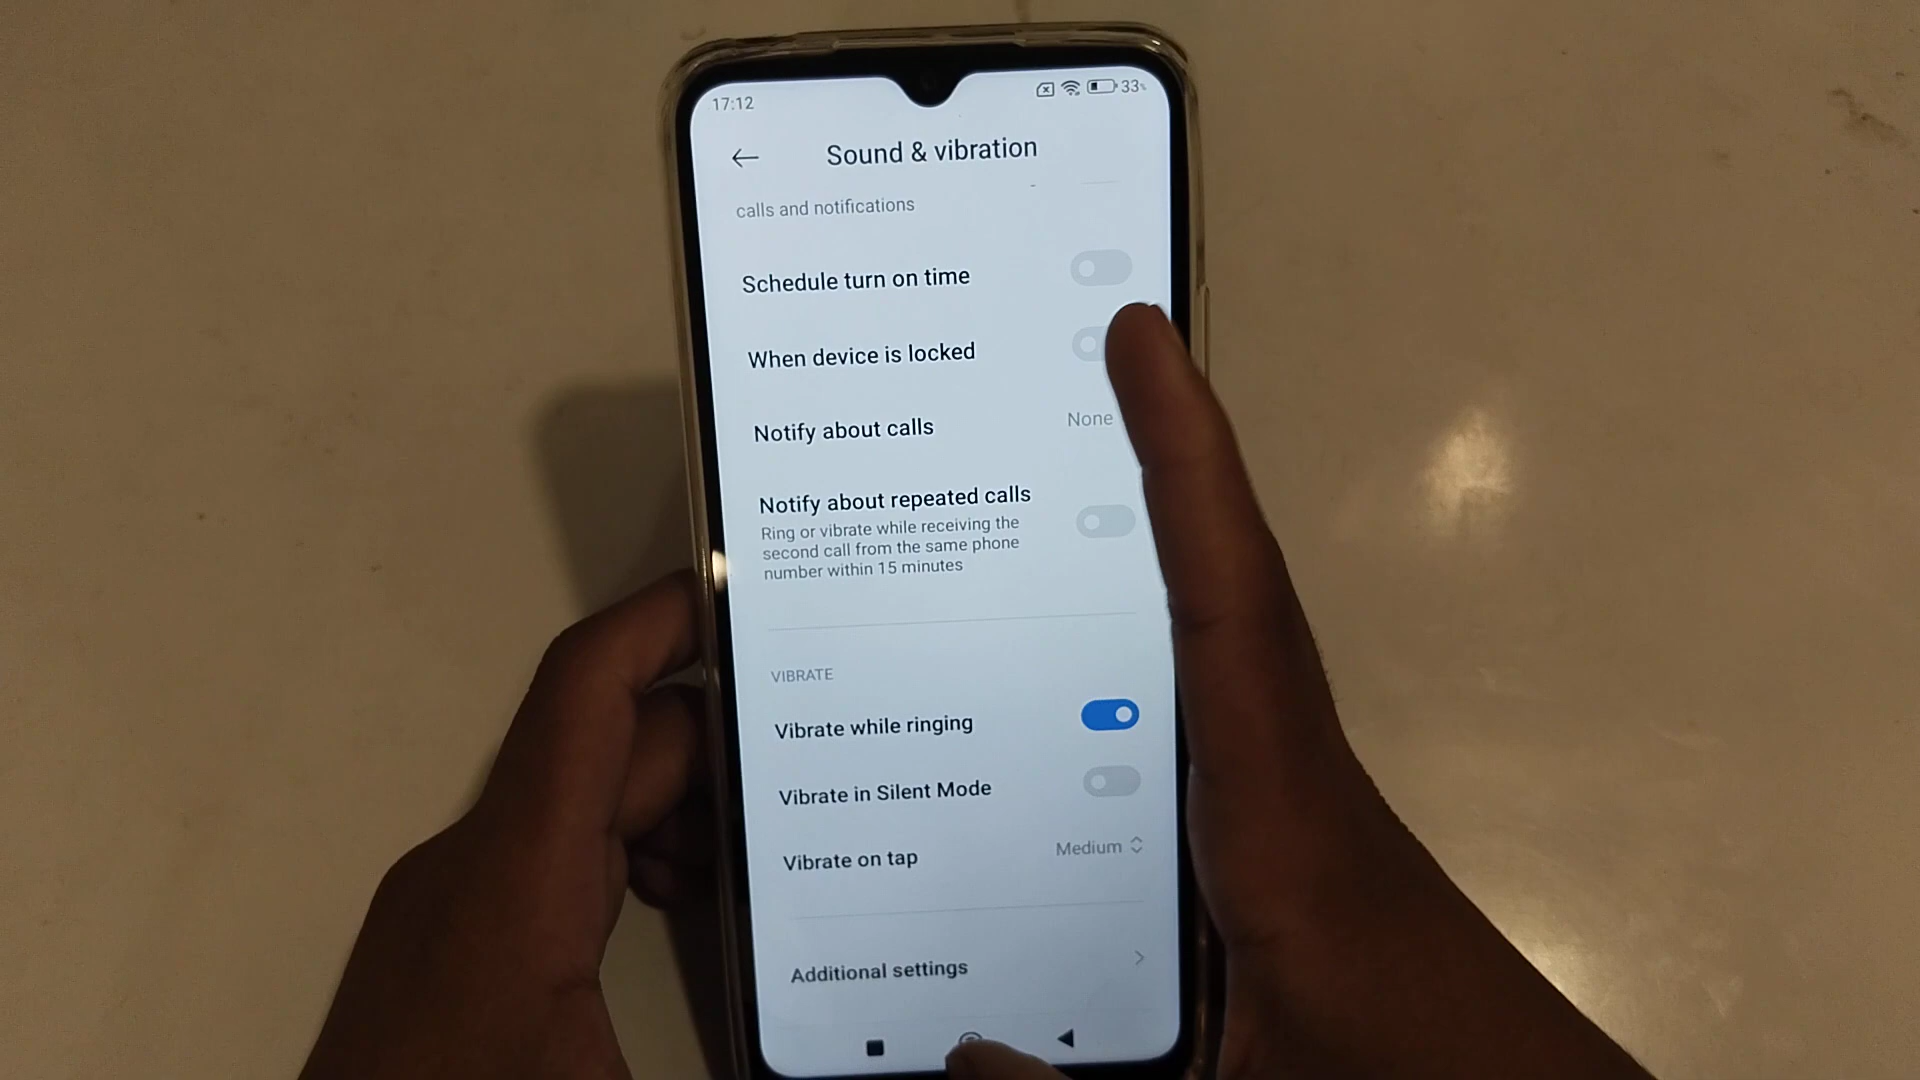 17:12
33
Sound & vibration
calls and notifications
Schedule turn on time
When device is locked
Notify about calls
None
Notify about repeated calls
Ring or vibrate while receiving the
second call from the same phone
number within 15 minutes
VIBRATE
Vibrate while ringing
Vibrate in Silent Mode
Vibrate on tap
Medium
Additional settings